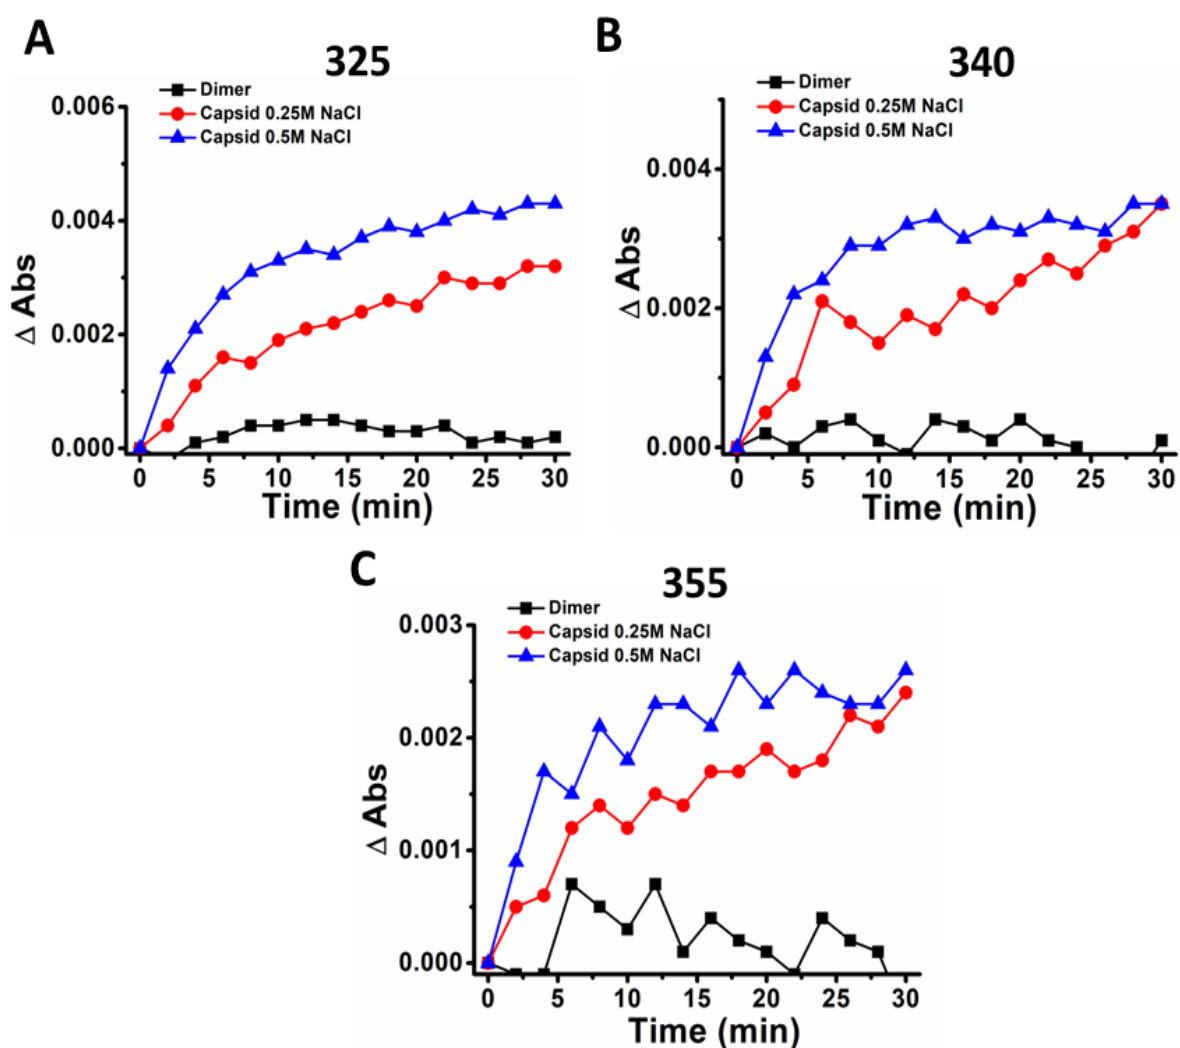 A
325
Dimer
Capsid 0.25M NaCl
Capsid 0.5M NaCl
0.006
0.004
0.002
0.000
Δ Abs
0 5 10 15 20 25 30
Time (min)
B
340
Dimer
Capsid 0.25M NaCl
Capsid 0.5M NaCl
0.004
0.002
0.000
Δ Abs
0 5 10 15 20 25 30
Time (min)
C
355
Dimer
Capsid 0.25M NaCl
Capsid 0.5M NaCl
0.003
0.002
0.001
0.000
Δ Abs
0 5 10 15 20 25 30
Time (min)